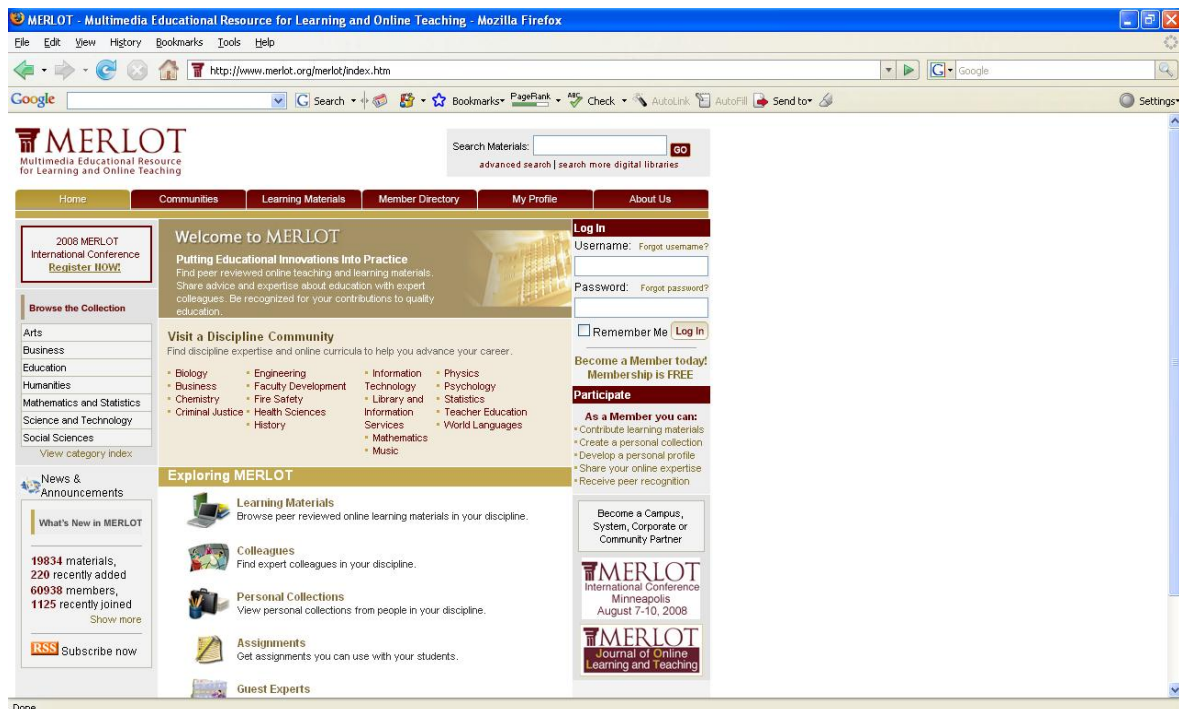 MERLOT - Multimedia Educational Resource for Learning and Online Teaching - Mozilla Firefox
File Edit View History Bookmarks Tools Help
http://www.merlot.org/merlot/index.htm
Google
Google
Search
Bookmarks
PageRank
ABC
Check
AutoLink
AutoFill
Send to
Settings
MERLOT
Multimedia Educational Resource
for Learning and Online Teaching
Search Materials:
GO
advanced search | search more digital libraries
Home
Communities
Learning Materials
Member Directory
My Profile
About Us
2008 MERLOT
International Conference
Register NOW!
Browse the Collection
Arts
Business
Education
Humanities
Mathematics and Statistics
Science and Technology
Social Sciences
View category index
News &
Announcements
What's New in MERLOT
19834 materials,
220 recently added
60938 members,
1125 recently joined
Show more
RSS Subscribe now
Welcome to MERLOT
Putting Educational Innovations Into Practice
Find peer reviewed online teaching and learning materials.
Share advice and expertise about education with expert
colleagues. Be recognized for your contributions to quality
education.
Visit a Discipline Community
Find discipline expertise and online curricula to help you advance your career.
Biology
Business
Chemistry
Criminal Justice
Engineering
Faculty Development
Fire Safety
Health Sciences
History
Information
Technology
Library and
Information
Services
Mathematics
Music
Physics
Psychology
Statistics
Teacher Education
World Languages
Exploring MERLOT
Learning Materials
Browse peer reviewed online learning materials in your discipline.
Colleagues
Find expert colleagues in your discipline.
Personal Collections
View personal collections from people in your discipline.
Assignments
Get assignments you can use with your students.
Guest Experts
Log In
Username: Forgot username?
Password: Forgot password?
Remember Me Log In
Become a Member today!
Membership is FREE
Participate
As a Member you can:
Contribute learning materials
Create a personal collection
Develop a personal profile
Share your online expertise
Receive peer recognition
Become a Campus,
System, Corporate or
Community Partner
MERLOT
International Conference
Minneapolis
August 7-10, 2008
MERLOT
Journal of Online
Learning and Teaching
Done